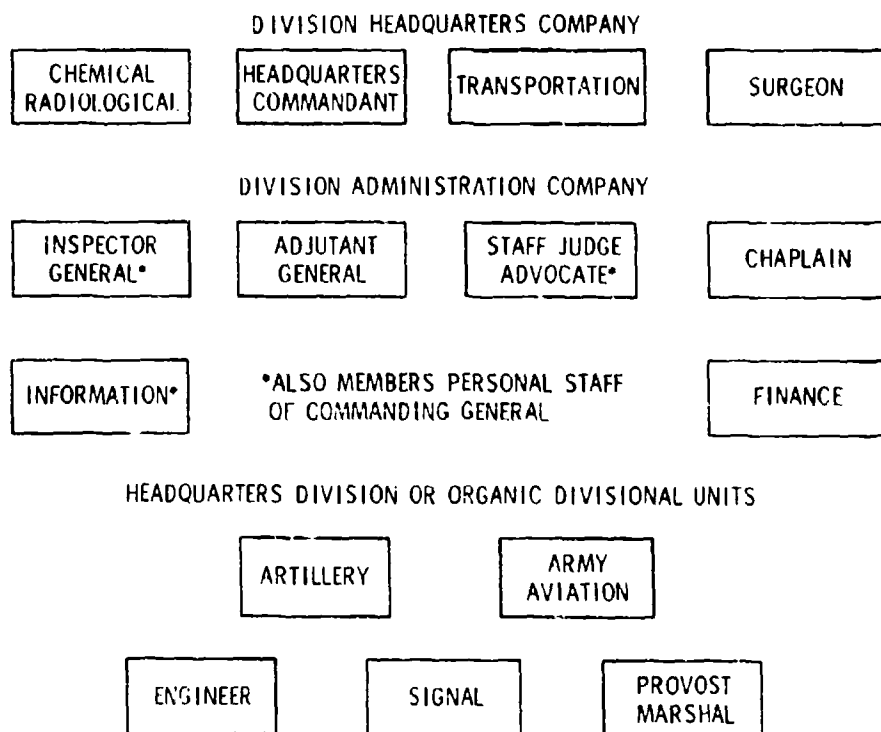 DIVISION HEADQUARTERS COMPANY
CHEMICAL
RADIOLOGICAL
HEADQUARTERS
COMMANDANT
TRANSPORTATION
SURGEON
DIVISION ADMINISTRATION COMPANY
INSPECTOR
GENERAL*
ADJUTANT
GENERAL
STAFF JUDGE
ADVOCATE*
CHAPLAIN
INFORMATION*
*ALSO MEMBERS PERSONAL STAFF
OF COMMANDING GENERAL
FINANCE
HEADQUARTERS DIVISION OR ORGANIC DIVISIONAL UNITS
ARTILLERY
ARMY
AVIATION
ENGINEER
SIGNAL
PROVOST
MARSHAL